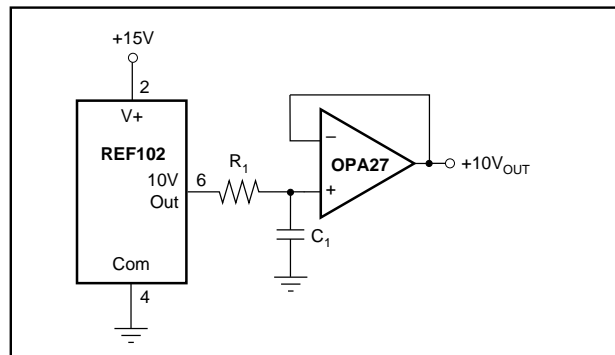 +15V
2
V+
REF102
10V
Out
6
R1
Com
4
C1
–
+
OPA27
+10VOUT